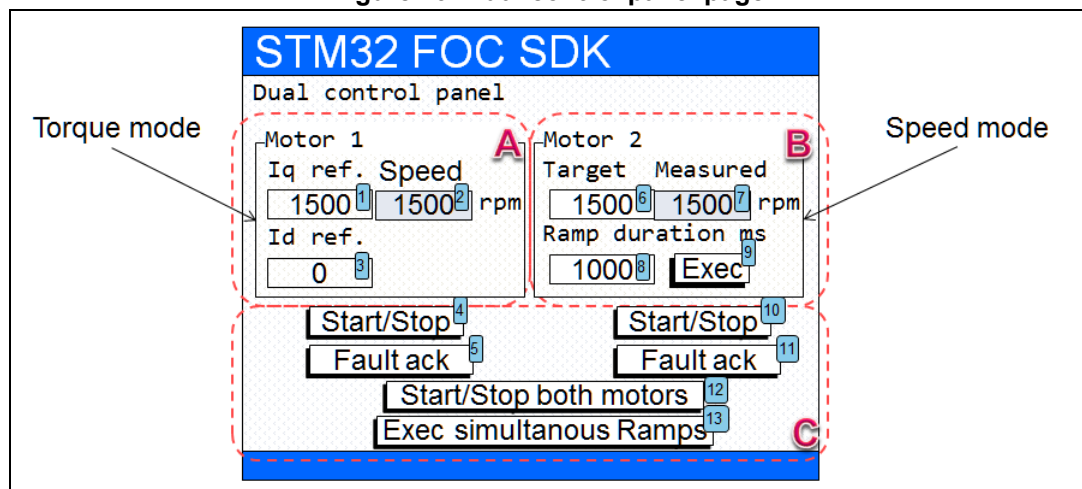 STM32 FOC SDK
Dual control panel
Torque mode
Speed mode
Motor 1 A
Iq ref. Speed
1500 1 1500 2 rpm
Id ref.
0 3
Motor 2 B
Target Measured
1500 6 1500 7 rpm
Ramp duration ms
1000 8 Exec 9
Start/Stop 4 Start/Stop 10
Fault ack 5 Fault ack 11
Start/Stop both motors 12
Exec simultanous Ramps 13
C